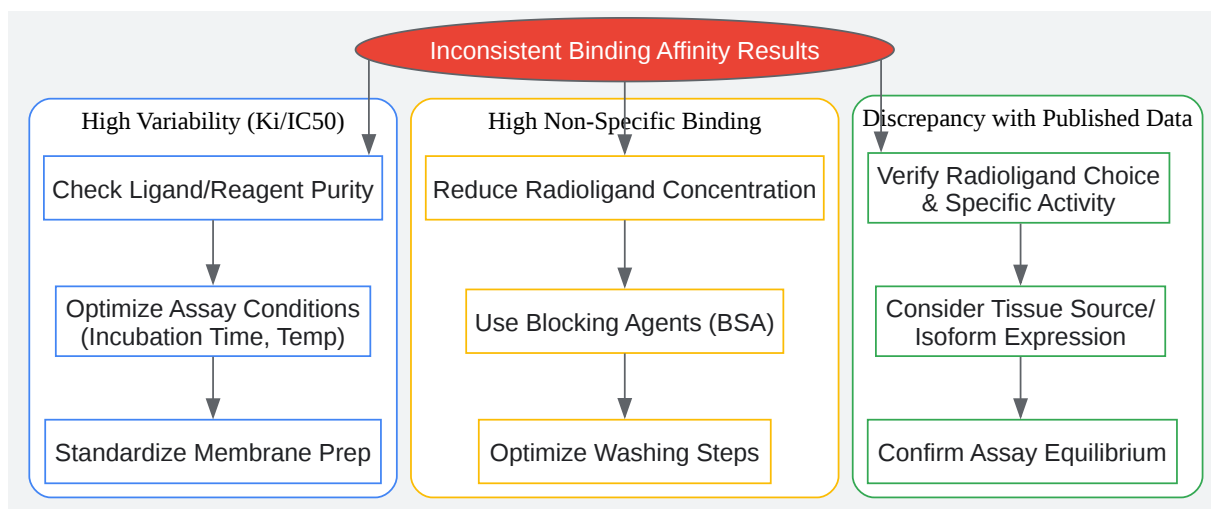 Inconsistent Binding Affinity Results
High Variability (Ki/IC50)
Check Ligand/Reagent Purity
Optimize Assay Conditions
(Incubation Time, Temp)
Standardize Membrane Prep
High Non-Specific Binding
Reduce Radioligand Concentration
Use Blocking Agents (BSA)
Optimize Washing Steps
Discrepancy with Published Data
Verify Radioligand Choice
& Specific Activity
Consider Tissue Source/
Isoform Expression
Confirm Assay Equilibrium